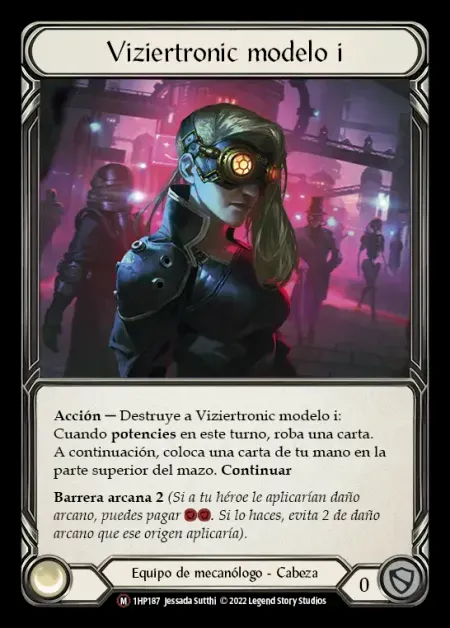 Viziertronic modelo i
Acción — Destruye a Viziertronic modelo i:
Cuando potencies en este turno, roba una carta.
A continuación, coloca una carta de tu mano en la
parte superior del mazo. Continuar
Barrera arcana 2 (Si a tu héroe le aplicarían daño
arcano, puedes pagar . Si lo haces, evita 2 de daño
arcano que ese origen aplicaría).
Equipo de mecanólogo - Cabeza
0
M 1HP187 Jessada Sutthi © 2022 Legend Story Studios